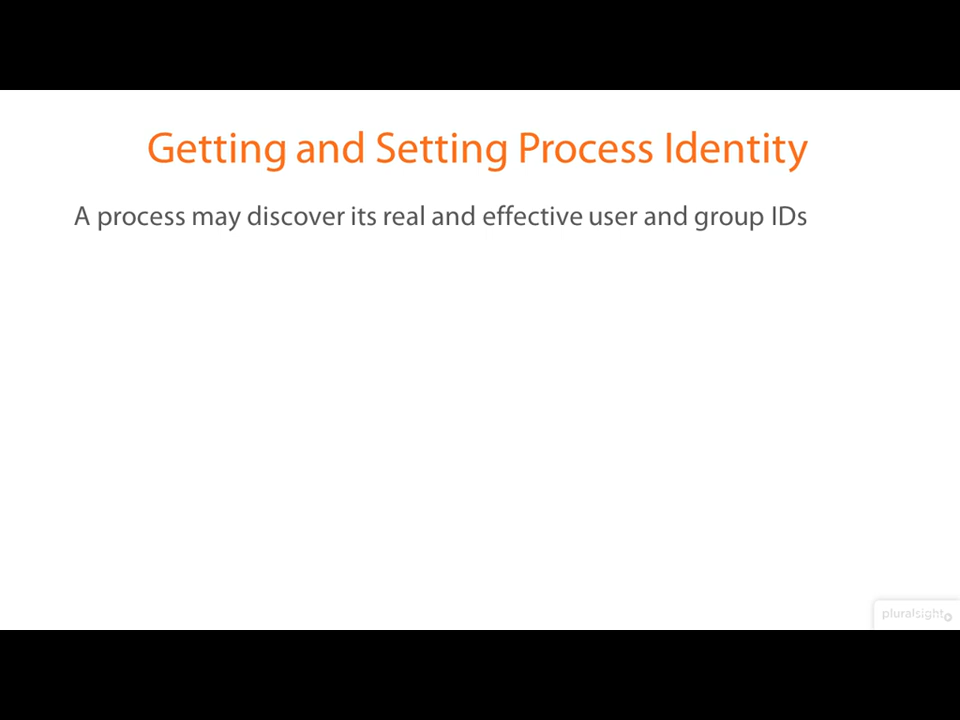 Getting and Setting Process Identity
A process may discover its real and effective user and group IDs
pluralsight